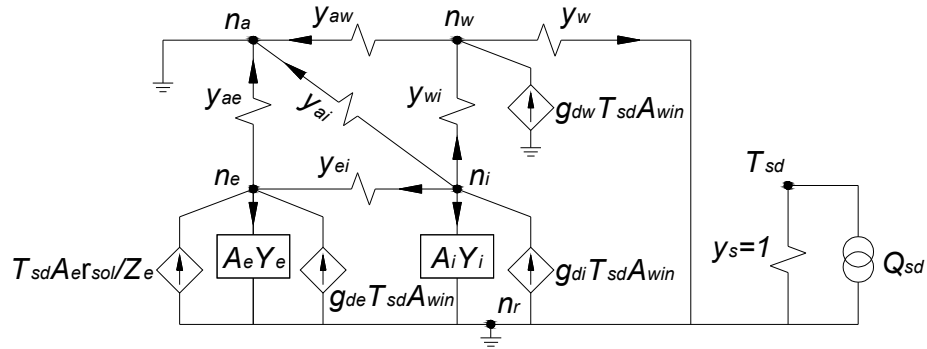 n_a
y_aw
n_w
y_w
y_ae
y_ai
y_wi
g_dw T_sd A_win
n_e
y_ei
n_i
T_sd
T_sd A_e r_sol/Z_e
A_e Y_e
g_de T_sd A_win
A_i Y_i
g_di T_sd A_win
n_r
y_s=1
Q_sd